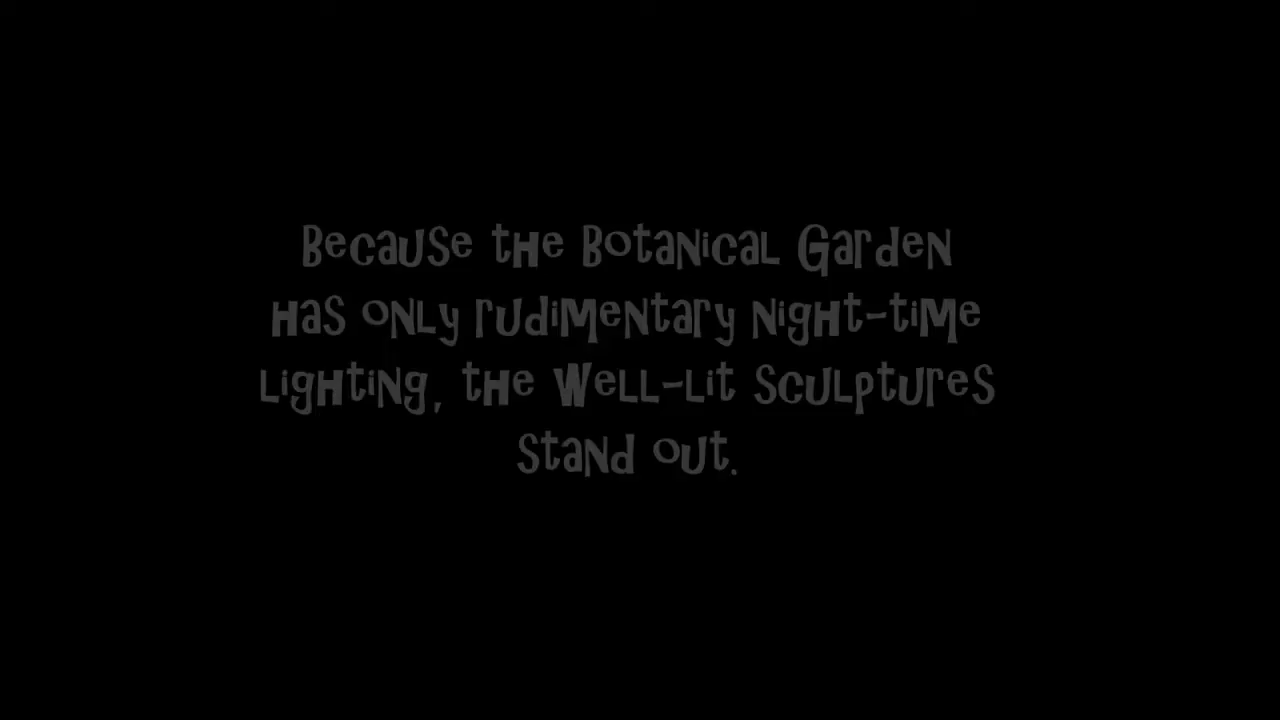 Because the Botanical Garden
has only rudimentary night-time
lighting, the well-lit sculptures
stand out.